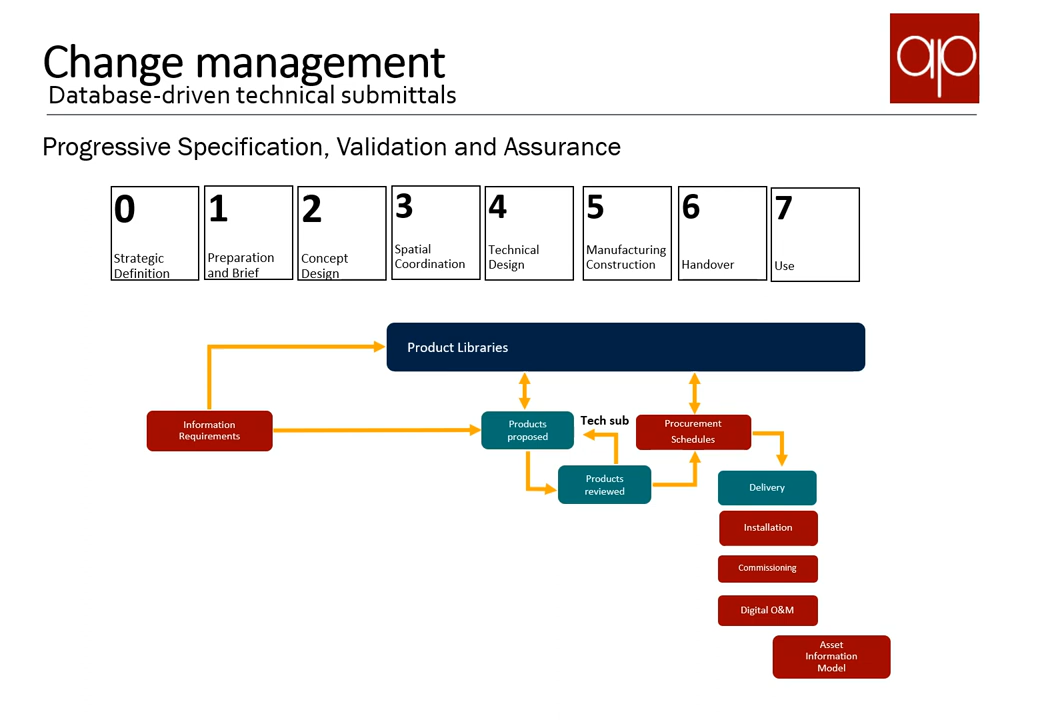 Change management
Database-driven technical submittals
ap
Progressive Specification, Validation and Assurance
0
Strategic
Definition
1
Preparation
and Brief
2
Concept
Design
3
Spatial
Coordination
4
Technical
Design
5
Manufacturing
Construction
6
Handover
7
Use
Product Libraries
Information
Requirements
Products
proposed
Tech sub
Procurement
Schedules
Products
reviewed
Delivery
Installation
Commissioning
Digital O&M
Asset
Information
Model